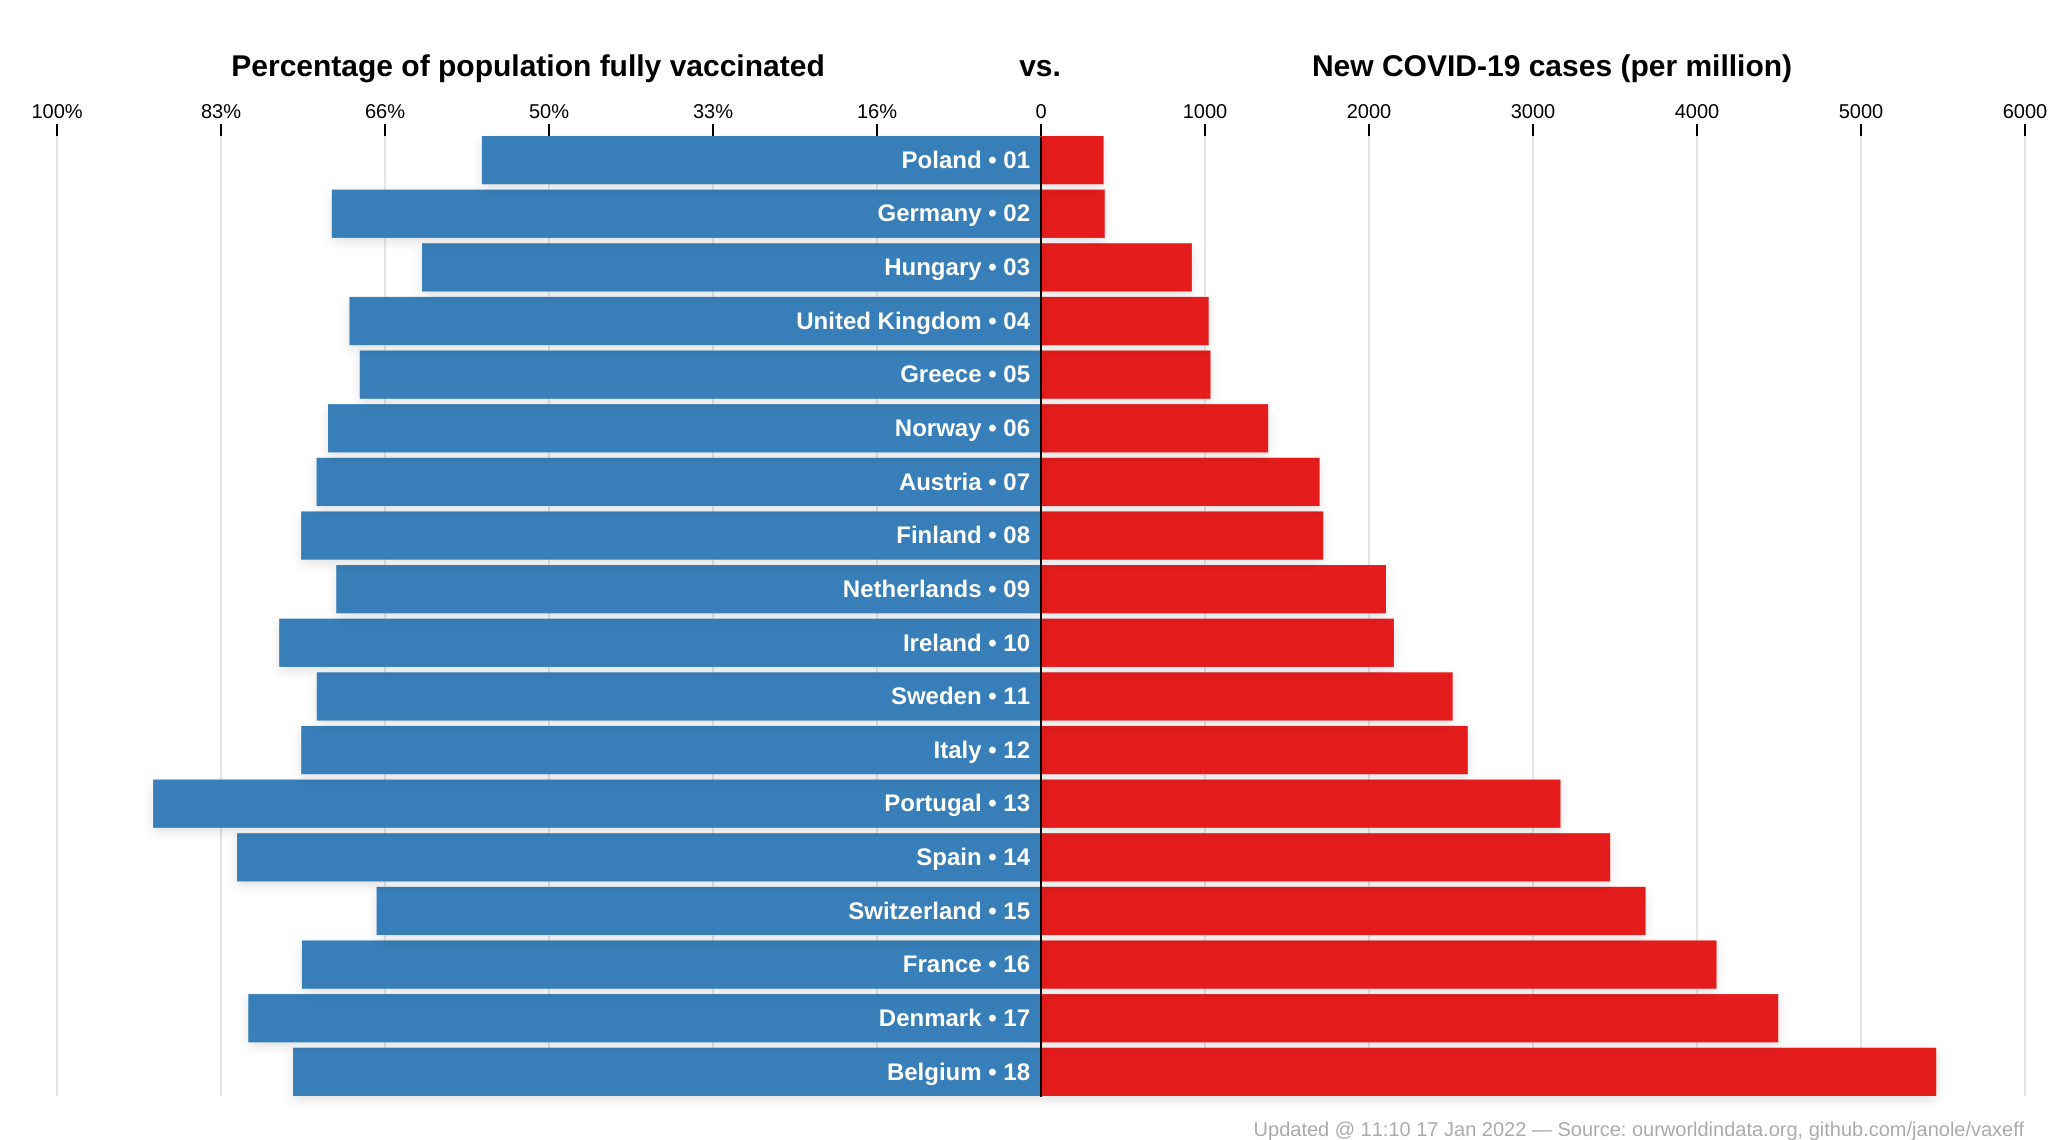 Percentage of population fully vaccinated vs. New COVID-19 cases (per million)
100% 83% 66% 50% 33% 16% 0 1000 2000 3000 4000 5000 6000
Poland • 01
Germany • 02
Hungary • 03
United Kingdom • 04
Greece • 05
Norway • 06
Austria • 07
Finland • 08
Netherlands • 09
Ireland • 10
Sweden • 11
Italy • 12
Portugal • 13
Spain • 14
Switzerland • 15
France • 16
Denmark • 17
Belgium • 18
Updated @ 11:10 17 Jan 2022 — Source: ourworldindata.org, github.com/janole/vaxeff